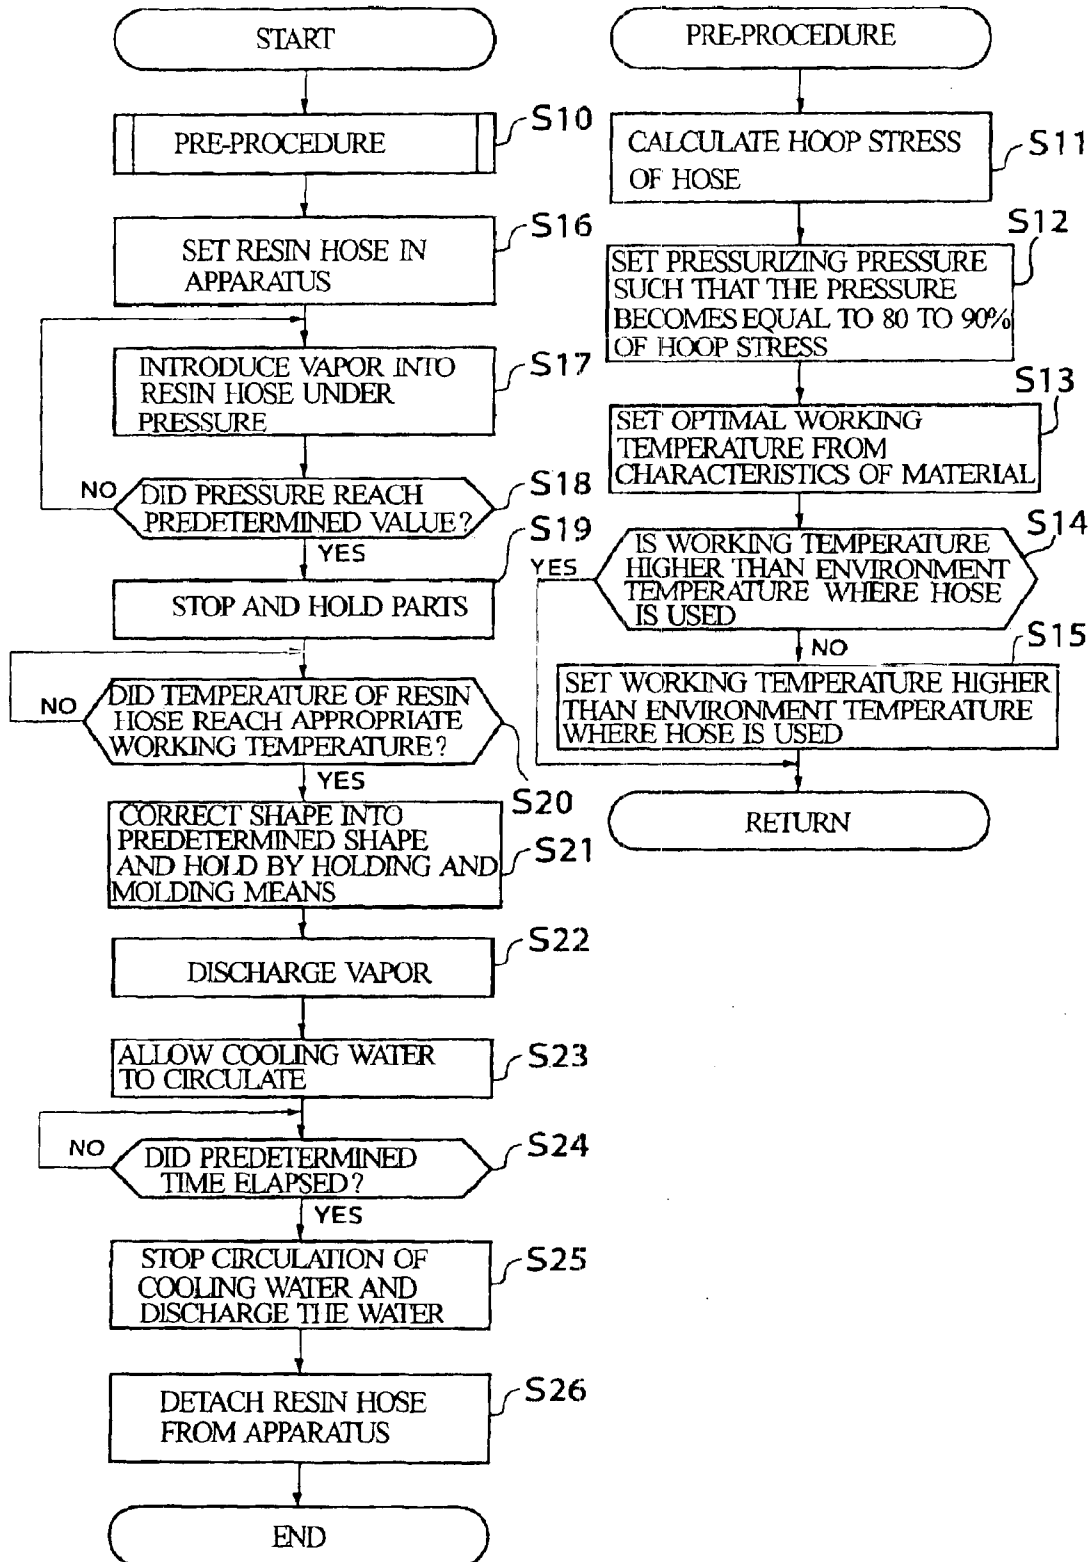 START
PRE-PROCEDURE
S10
SET RESIN HOSE IN
APPARATUS
S16
INTRODUCE VAPOR INTO
RESIN HOSE UNDER
PRESSURE
S17
DID PRESSURE REACH
PREDETERMINED VALUE?
S18
NO
YES
STOP AND HOLD PARTS
S19
DID TEMPERATURE OF RESIN
HOSE REACH APPROPRIATE
WORKING TEMPERATURE?
S20
NO
YES
CORRECT SHAPE INTO
PREDETERMINED SHAPE
AND HOLD BY HOLDING AND
MOLDING MEANS
S21
DISCHARGE VAPOR
S22
ALLOW COOLING WATER
TO CIRCULATE
S23
DID PREDETERMINED
TIME ELAPSED?
S24
NO
YES
STOP CIRCULATION OF
COOLING WATER AND
DISCHARGE THE WATER
S25
DETACH RESIN HOSE
FROM APPARATUS
S26
END
PRE-PROCEDURE
CALCULATE HOOP STRESS
OF HOSE
S11
SET PRESSURIZING PRESSURE
SUCH THAT THE PRESSURE
BECOMES EQUAL TO 80 TO 90%
OF HOOP STRESS
S12
SET OPTIMAL WORKING
TEMPERATURE FROM
CHARACTERISTICS OF MATERIAL
S13
IS WORKING TEMPERATURE
HIGHER THAN ENVIRONMENT
TEMPERATURE WHERE HOSE
IS USED
S14
YES
NO
SET WORKING TEMPERATURE HIGHER
THAN ENVIRONMENT TEMPERATURE
WHERE HOSE IS USED
S15
RETURN